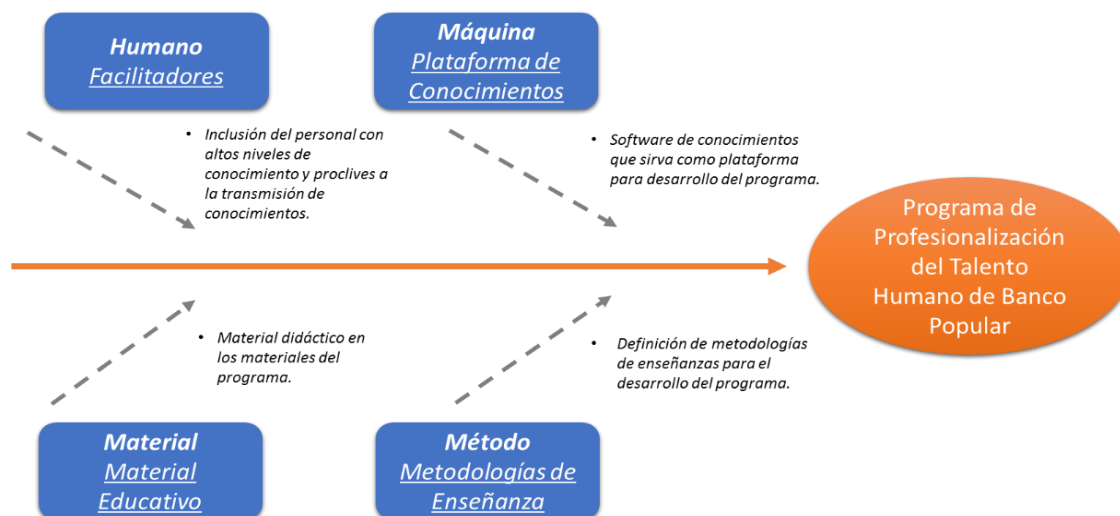 Humano
Facilitadores
Máquina
Plataforma de
Conocimientos
• Inclusión del personal con
altos niveles de
conocimiento y proclives a
la transmisión de
conocimientos.
• Software de conocimientos
que sirva como plataforma
para desarrollo del programa.
Programa de
Profesionalización
del Talento
Humano de Banco
Popular
• Material didáctico en
los materiales del
programa.
• Definición de metodologías
de enseñanzas para el
desarrollo del programa.
Material
Material
Educativo
Método
Metodologías de
Enseñanza